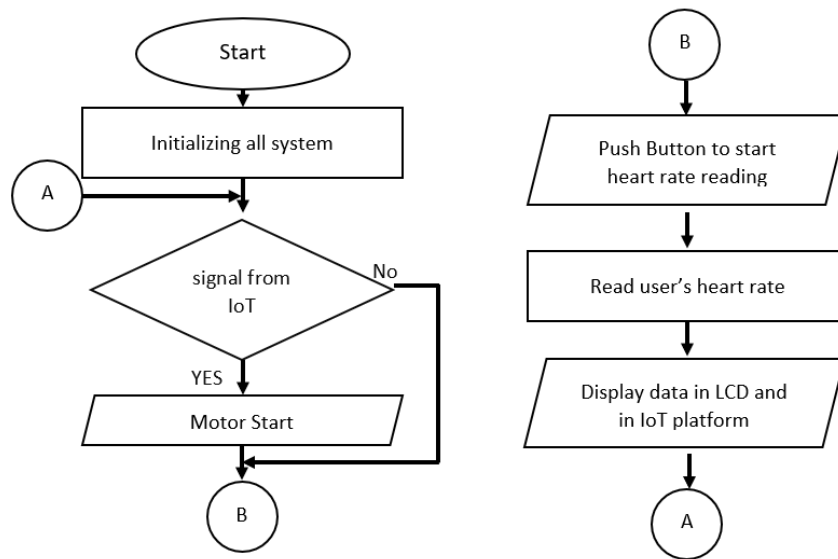 Start
Initializing all system
A
signal from
IoT
No
YES
Motor Start
B
B
Push Button to start
heart rate reading
Read user's heart rate
Display data in LCD and
in IoT platform
A